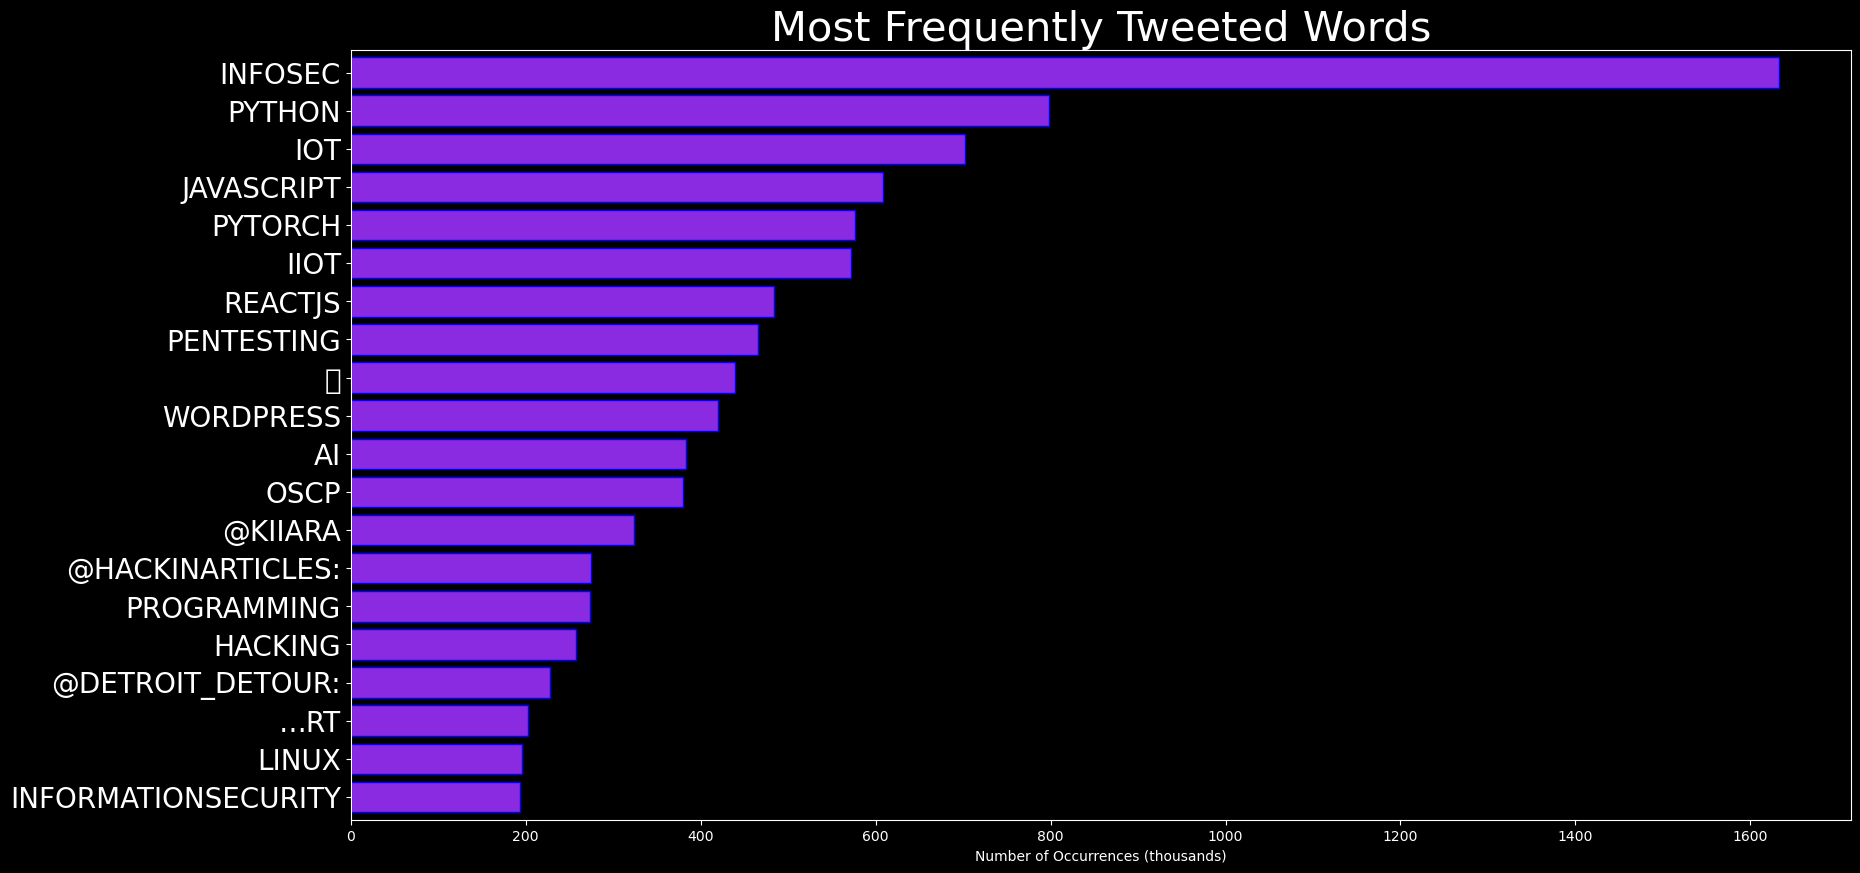 Most Frequently Tweeted Words
INFOSEC
PYTHON
IOT
JAVASCRIPT
PYTORCH
IIOT
REACTJS
PENTESTING
WORDPRESS
AI
OSCP
@KIIARA
@HACKINARTICLES:
PROGRAMMING
HACKING
@DETROIT_DETOUR:
…RT
LINUX
INFORMATIONSECURITY
0 200 400 600 800 1000 1200 1400 1600
Number of Occurrences (thousands)